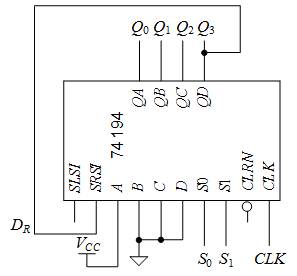 Q0 Q1 Q2 Q3
QA QB QC QD
74194
SLSI SRSI A B C D S0 S1 CLRN CLK
DR
VCC
S0 S1 CLK